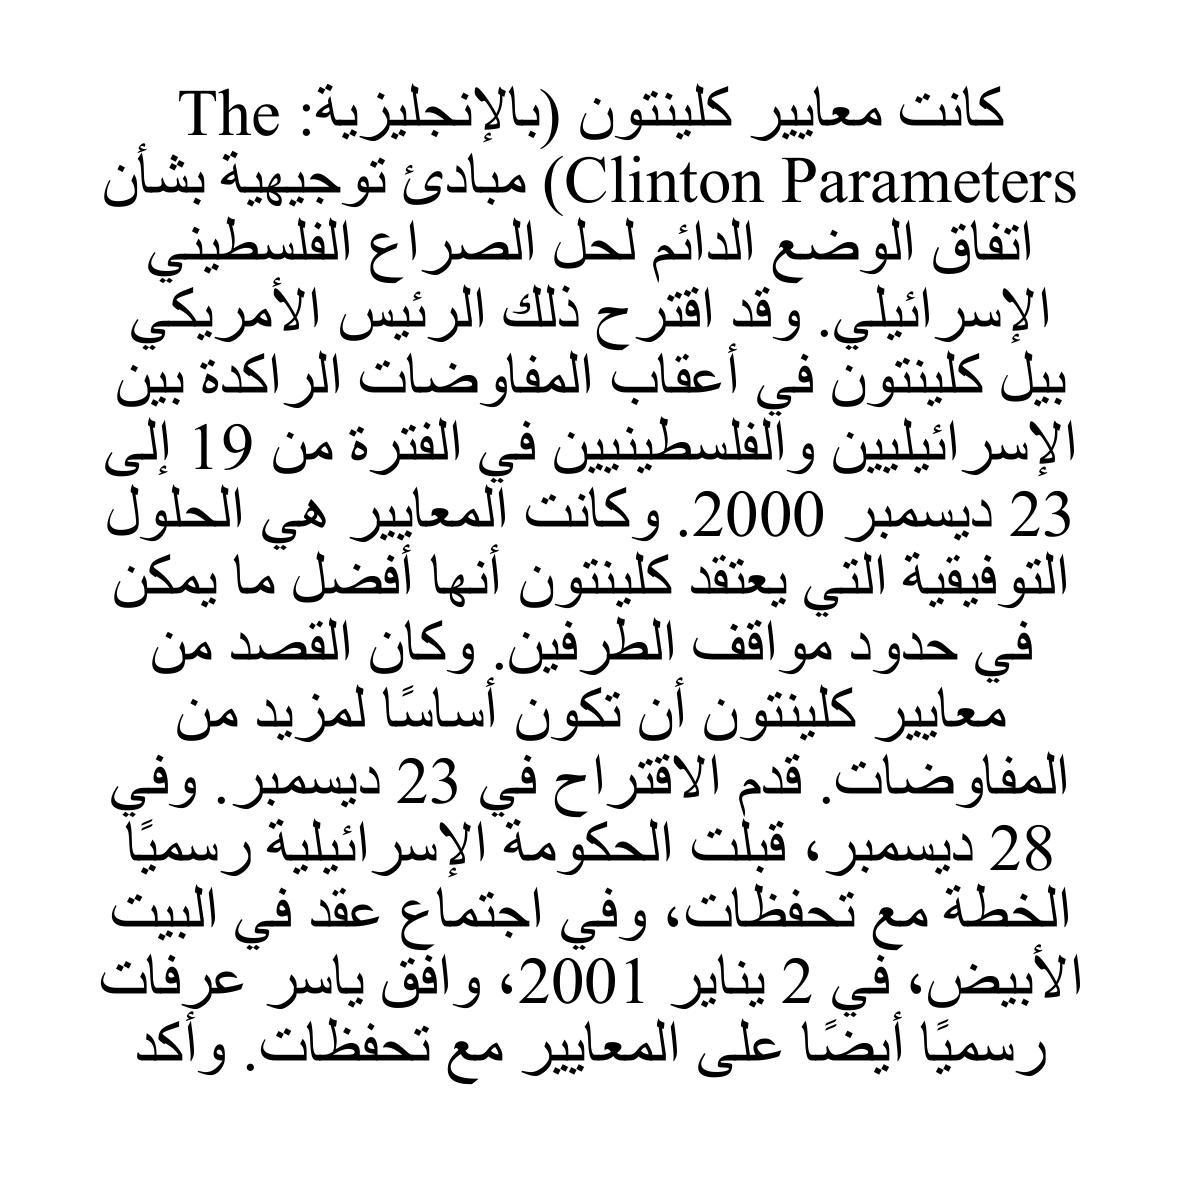 كانت معايير كلينتون (بالإنجليزية: The
Clinton Parameters) مبادئ توجيهية بشأن
اتفاق الوضع الدائم لحل الصراع الفلسطيني
الإسرائيلي. وقد اقترح ذلك الرئيس الأمريكي
بيل كلينتون في أعقاب المفاوضات الراكدة بين
الإسرائيليين والفلسطينيين في الفترة من 19 إلى
23 ديسمبر 2000. وكانت المعايير هي الحلول
التوفيقية التي يعتقد كلينتون أنها أفضل ما يمكن
في حدود مواقف الطرفين. وكان القصد من
معايير كلينتون أن تكون أساسًا لمزيد من
المفاوضات. قدم الاقتراح في 23 ديسمبر. وفي
28 ديسمبر، قبلت الحكومة الإسرائيلية رسميًا
الخطة مع تحفظات، وفي اجتماع عقد في البيت
الأبيض، في 2 يناير 2001، وافق ياسر عرفات
رسميًا أيضًا على المعايير مع تحفظات. وأكد